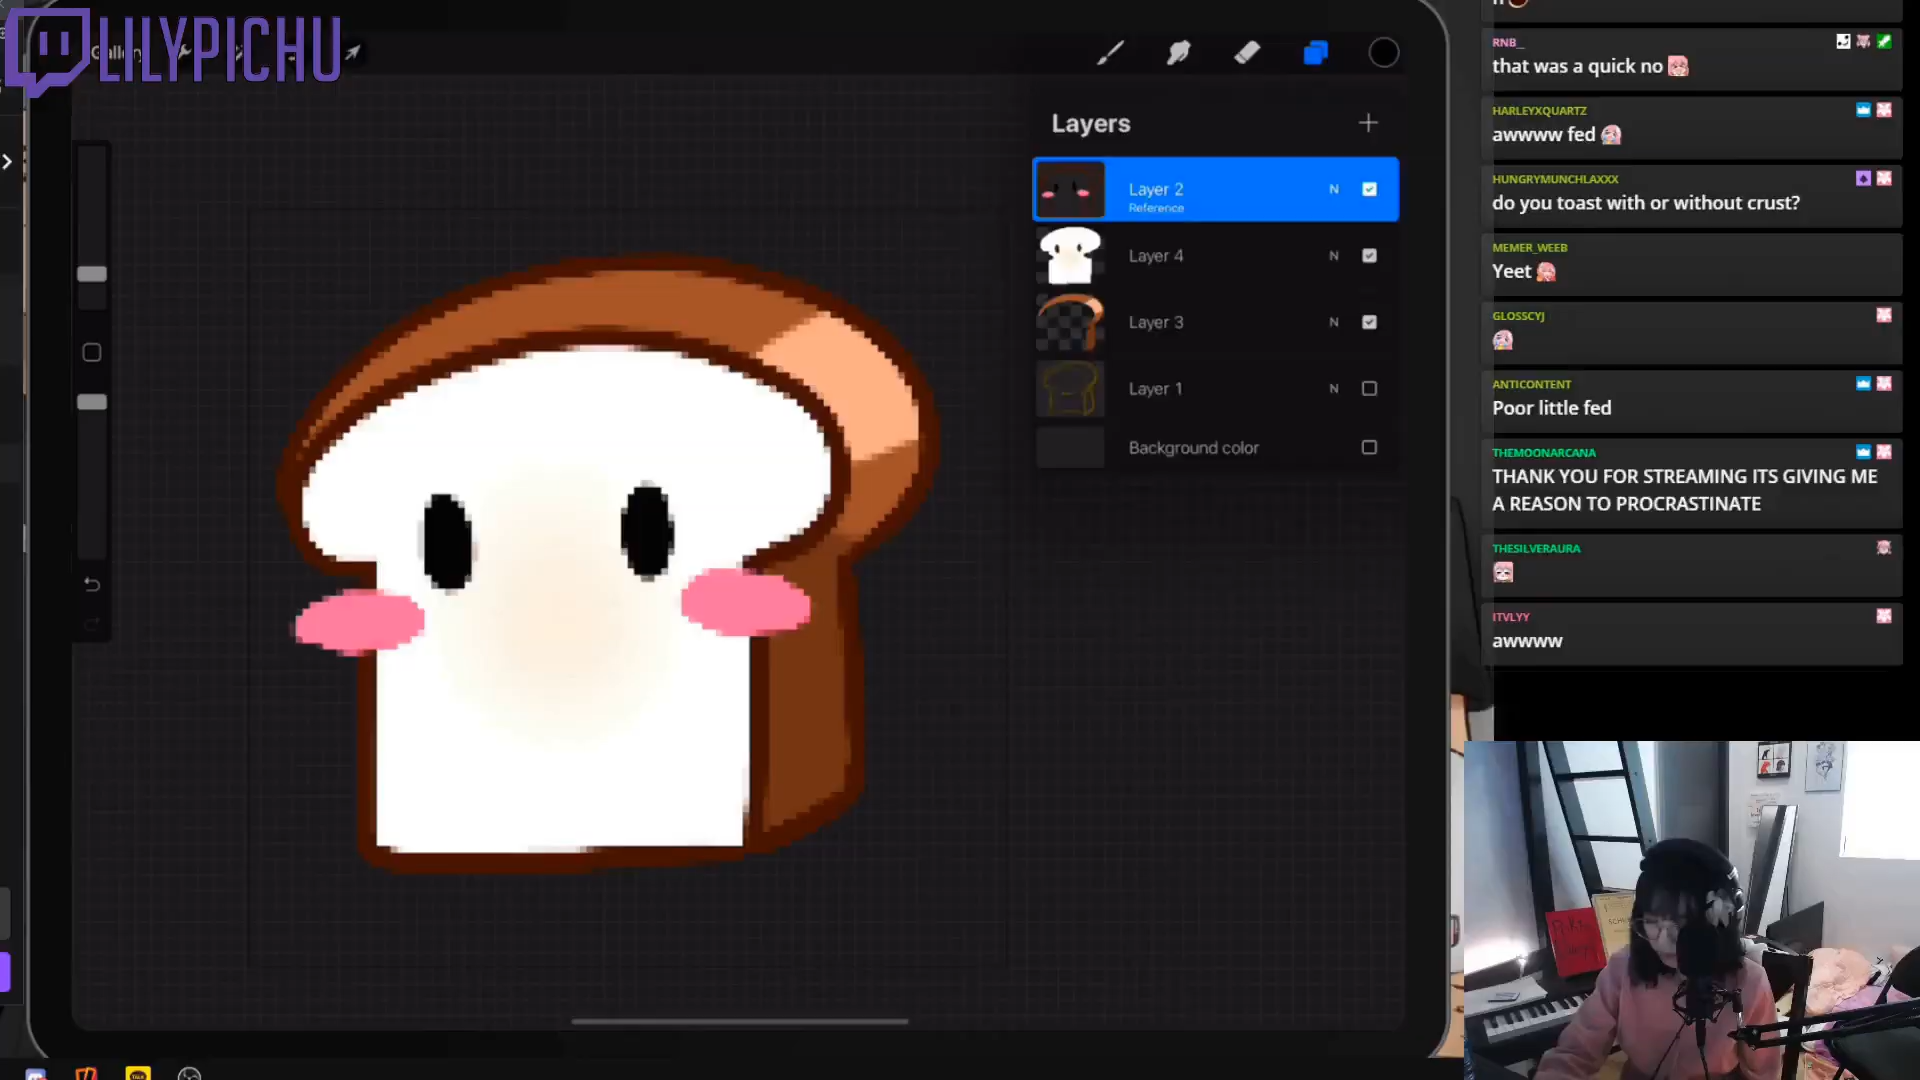 LILYPICHU
Layers
Layer 2
N
Reference
Layer 4
N
Layer 3
N
Layer 1
N
Background color
RNB_
that was a quick no
HARLEYXQUARTZ
awwww fed
HUNGRYMUNCHLAXXX
do you toast with or without crust?
MEMER_WEEB
Yeet
GLOSSCYJ
ANTICONTENT
Poor little fed
THEMOONARCANA
THANK YOU FOR STREAMING ITS GIVING ME
A REASON TO PROCRASTINATE
THESILVERAURA
ITVLYY
awwww